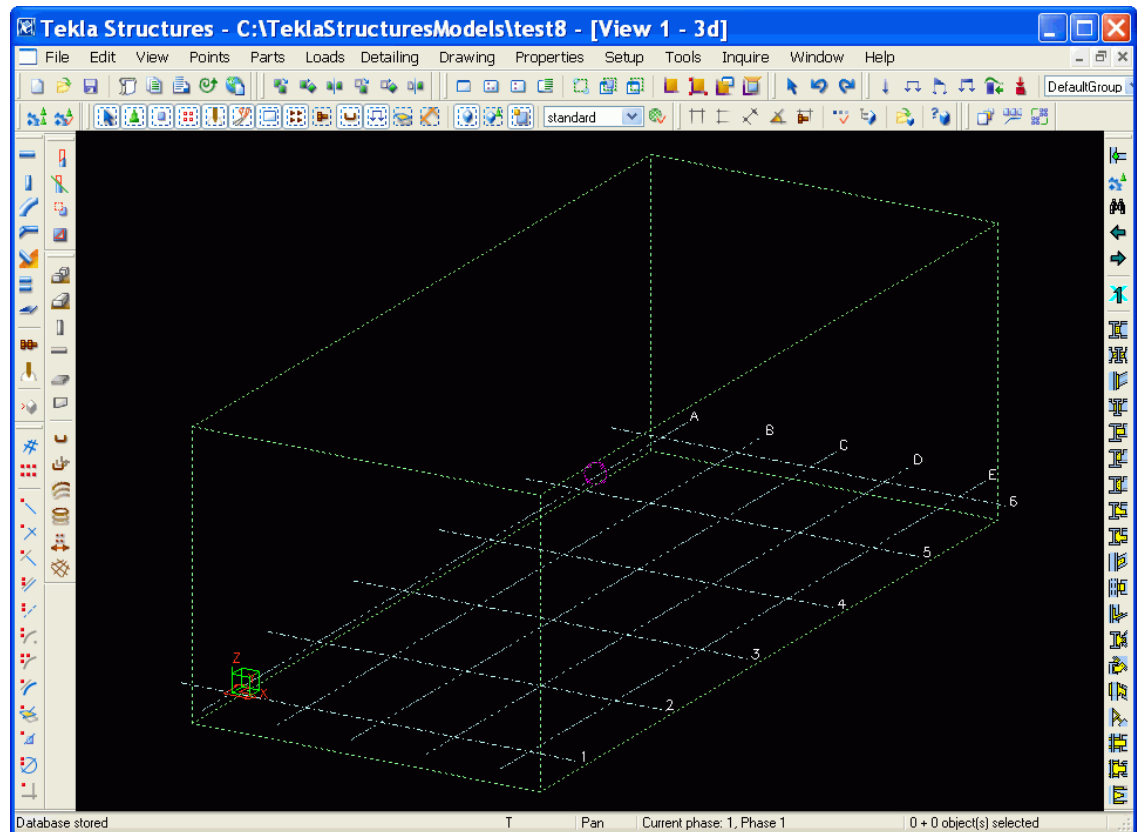 Tekla Structures - C:\TeklaStructuresModels\test8 - [View 1 - 3d]
File Edit View Points Parts Loads Detailing Drawing Properties Setup Tools Inquire Window Help
DefaultGroup
standard
A
B
C
D
E
6
5
4
3
Z
X
2
1
Database stored T Pan Current phase: 1, Phase 1 0 + 0 object(s) selected